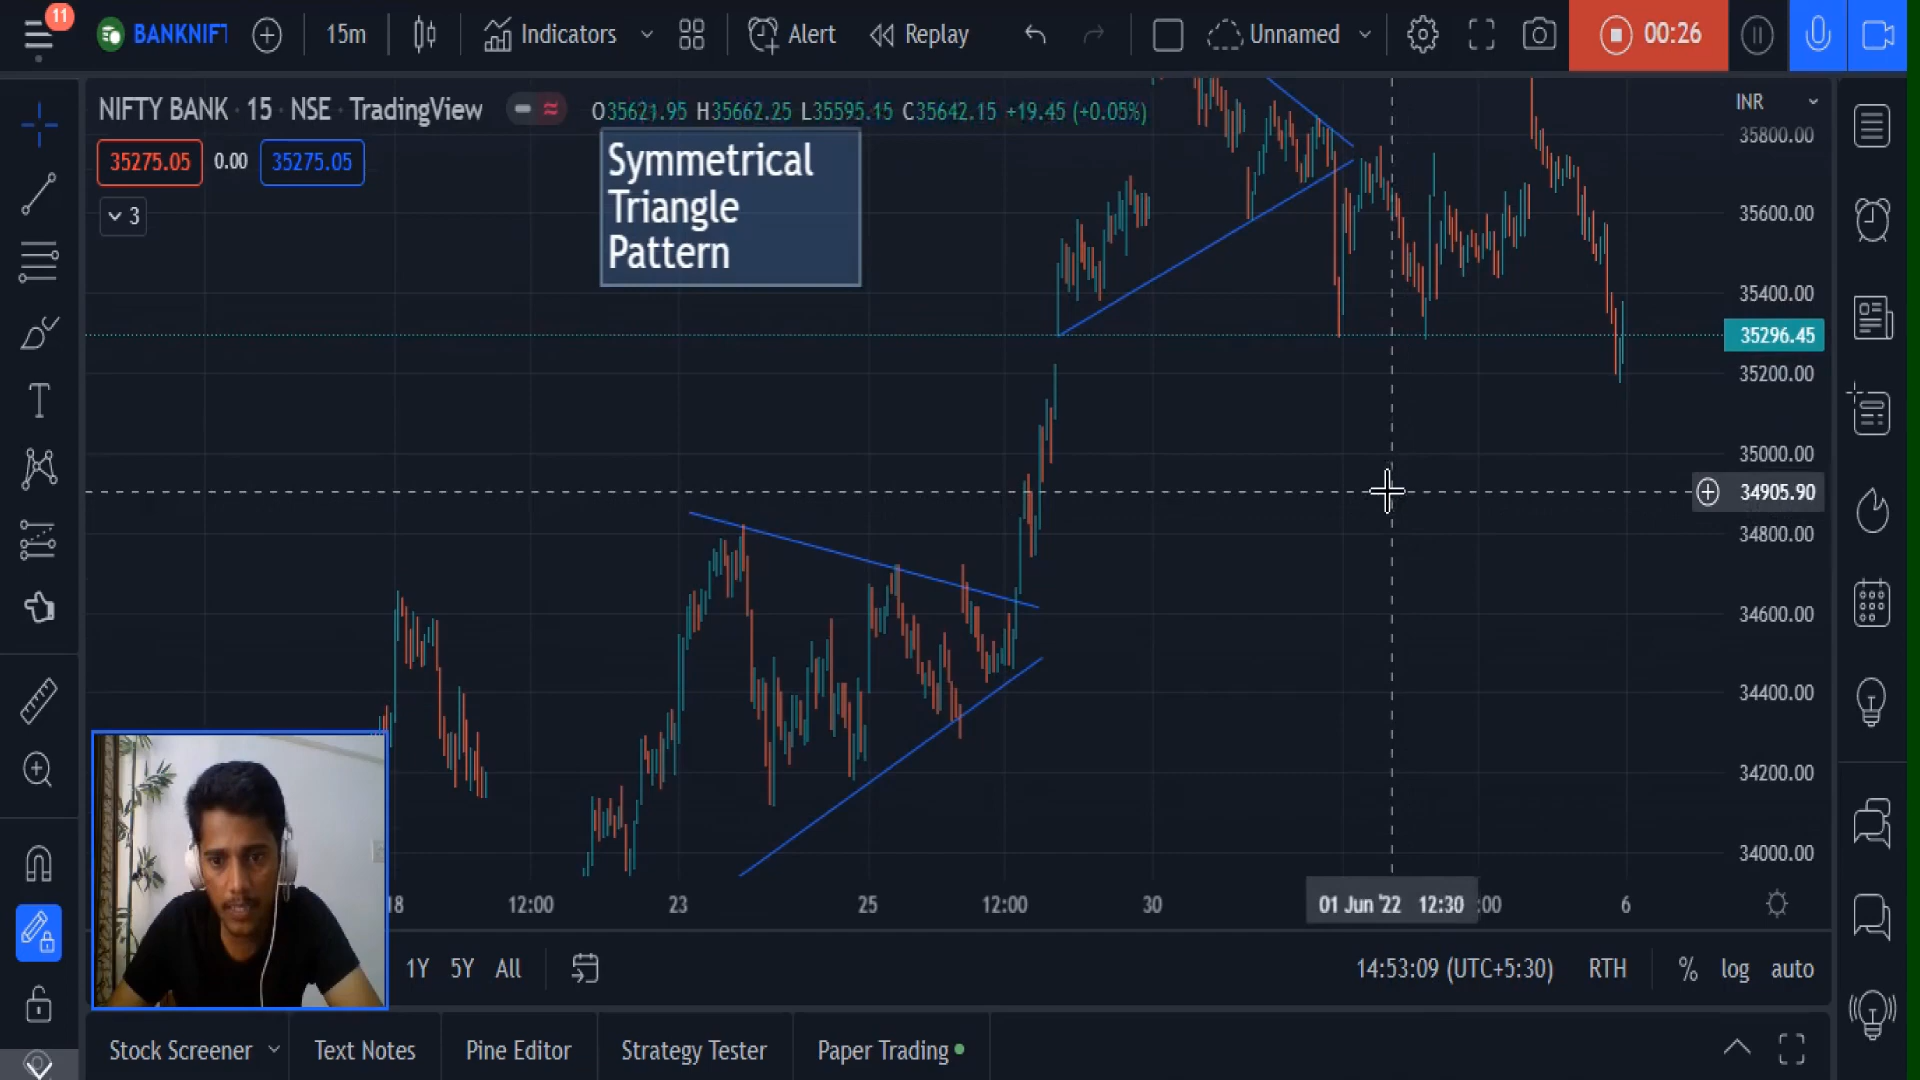 11
BANKNIFT
15m
Indicators
Alert
Replay
Unnamed
00:26
NIFTY BANK · 15 · NSE · TradingView
O35621.95 H35662.25 L35595.15 C35642.15 +19.45 (+0.05%)
INR
35275.05 0.00 35275.05
3
Symmetrical
Triangle
Pattern
35800.00
35600.00
35400.00
35296.45
35200.00
35000.00
34905.90
34800.00
34600.00
34400.00
34200.00
34000.00
18 12:00 23 25 12:00 30 01 Jun '22 12:30 :00 6
1Y 5Y All
14:53:09 (UTC+5:30) RTH % log auto
Stock Screener Text Notes Pine Editor Strategy Tester Paper Trading